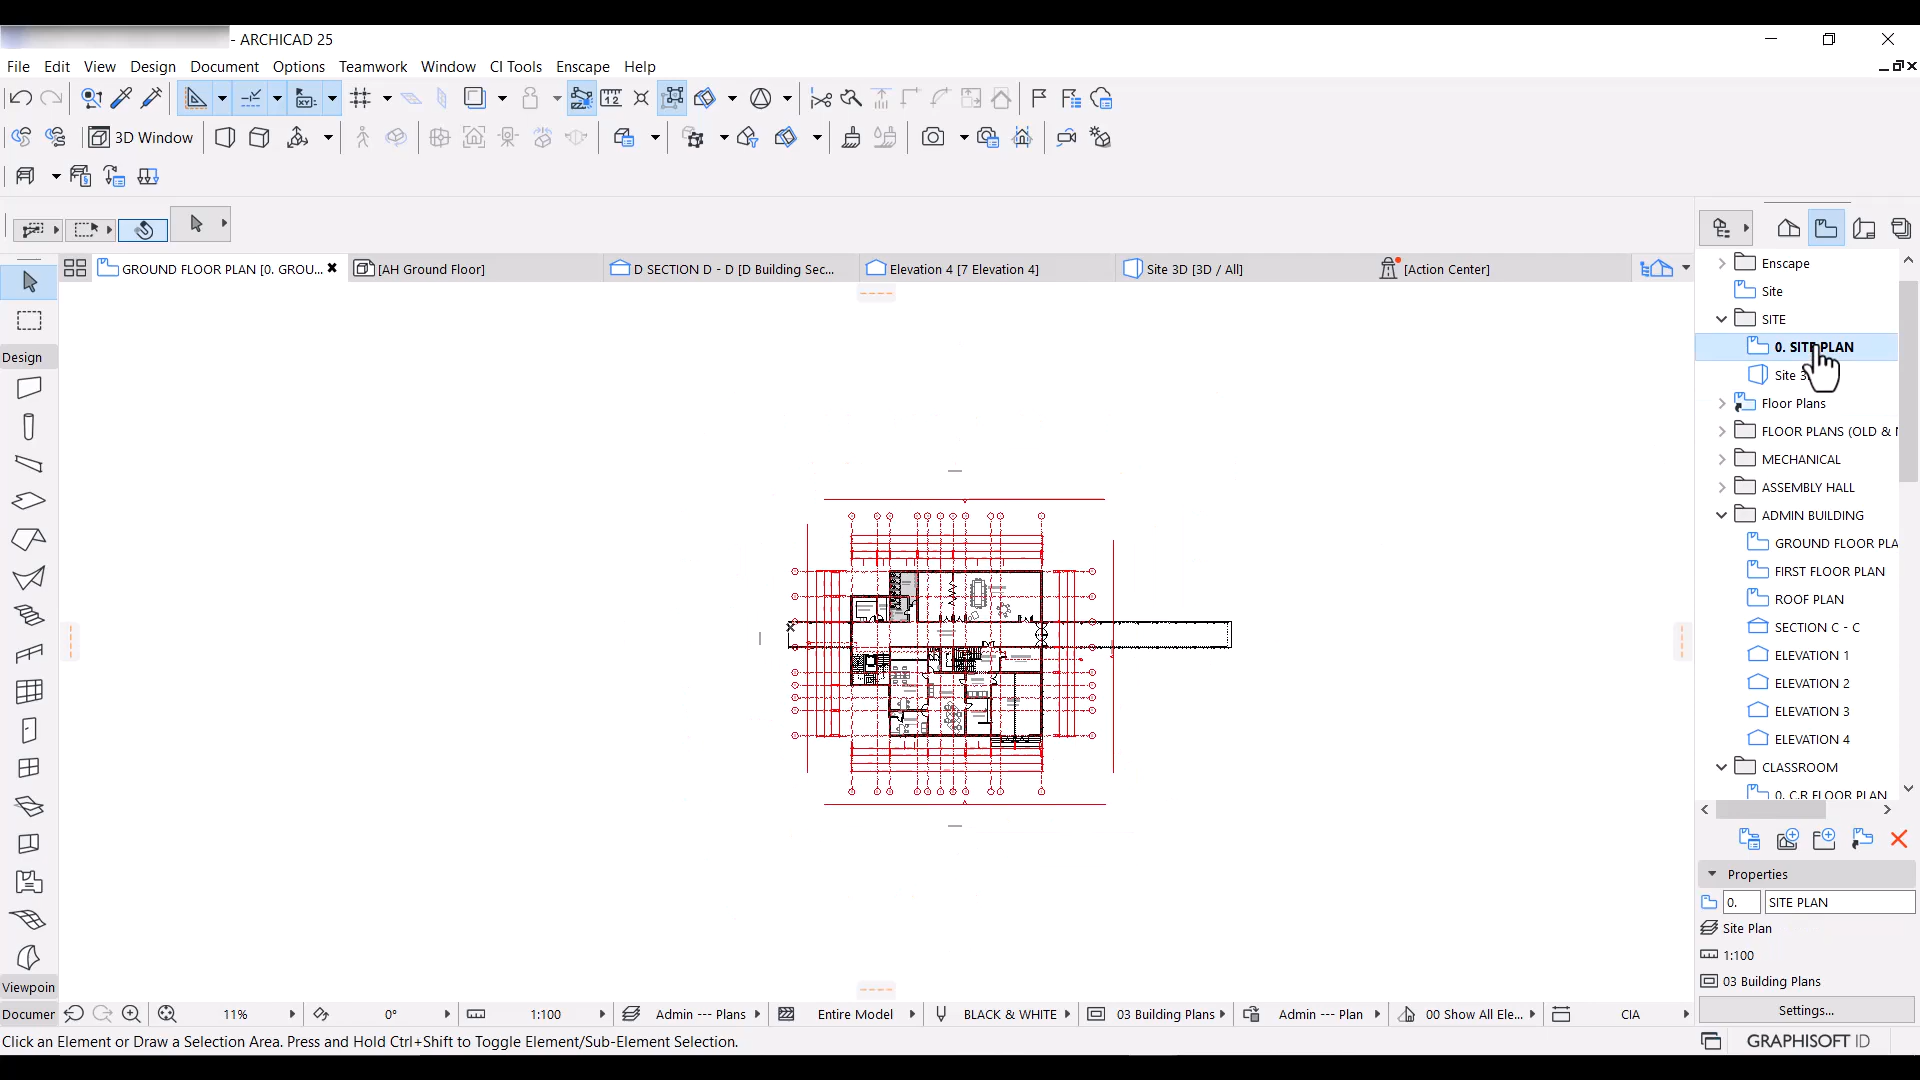 - ARCHICAD 25
File Edit View Design Document Options Teamwork Window CI Tools Enscape Help
3D Window
GROUND FLOOR PLAN [0. GROU... [AH Ground Floor] D SECTION D - D [D Building Sec... Elevation 4 [7 Elevation 4] Site 3D [3D / All] [Action Center]
Design
Viewpoin
Documer
Enscape
Site
SITE
0. SITE PLAN
Site 3
Floor Plans
FLOOR PLANS (OLD &
MECHANICAL
ASSEMBLY HALL
ADMIN BUILDING
GROUND FLOOR PLA
FIRST FLOOR PLAN
ROOF PLAN
SECTION C - C
ELEVATION 1
ELEVATION 2
ELEVATION 3
ELEVATION 4
CLASSROOM
0. C.R FLOOR PLAN
Properties
0. SITE PLAN
Site Plan
1:100
03 Building Plans
Settings...
11% 0° 1:100 Admin --- Plans Entire Model BLACK & WHITE 03 Building Plans Admin --- Plan 00 Show All Ele... CIA
Click an Element or Draw a Selection Area. Press and Hold Ctrl+Shift to Toggle Element/Sub-Element Selection.
GRAPHISOFT ID